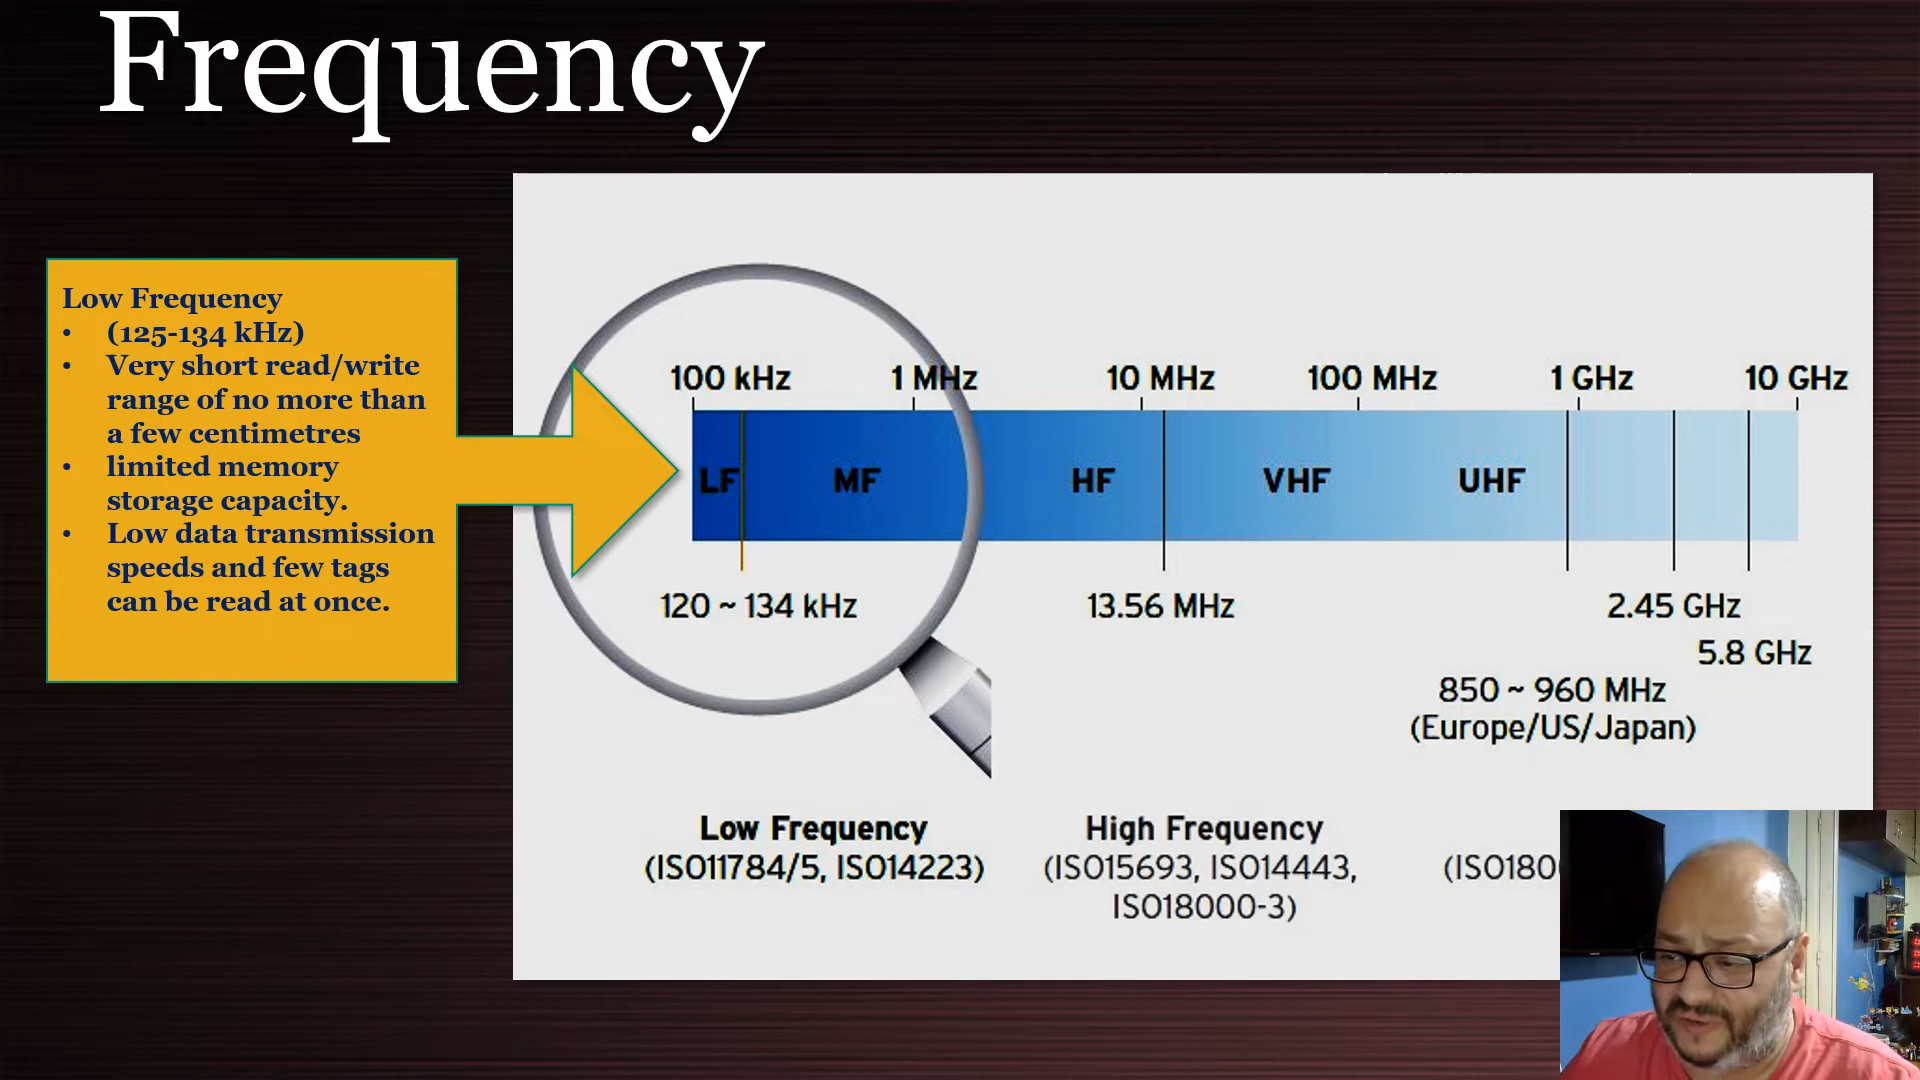 Frequency
Low Frequency
• (125-134 kHz)
• Very short read/write
range of no more than
a few centimetres
• limited memory
storage capacity.
• Low data transmission
speeds and few tags
can be read at once.
100 kHz 1 MHz 10 MHz 100 MHz 1 GHz 10 GHz
LF MF HF VHF UHF
120 ~ 134 kHz 13.56 MHz 2.45 GHz
5.8 GHz
850 ~ 960 MHz
(Europe/US/Japan)
Low Frequency High Frequency
(ISO11784/5, ISO14223) (ISO15693, ISO14443, (ISO180
ISO18000-3)